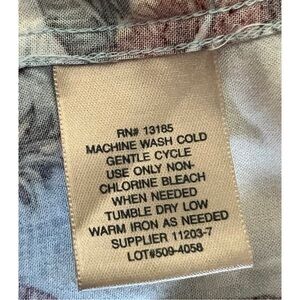 RN# 13185
MACHINE WASH COLD
GENTLE CYCLE
USE ONLY NON-
CHLORINE BLEACH
WHEN NEEDED
TUMBLE DRY LOW
WARM IRON AS NEEDED
SUPPLIER 11203-7
LOT#509-4058